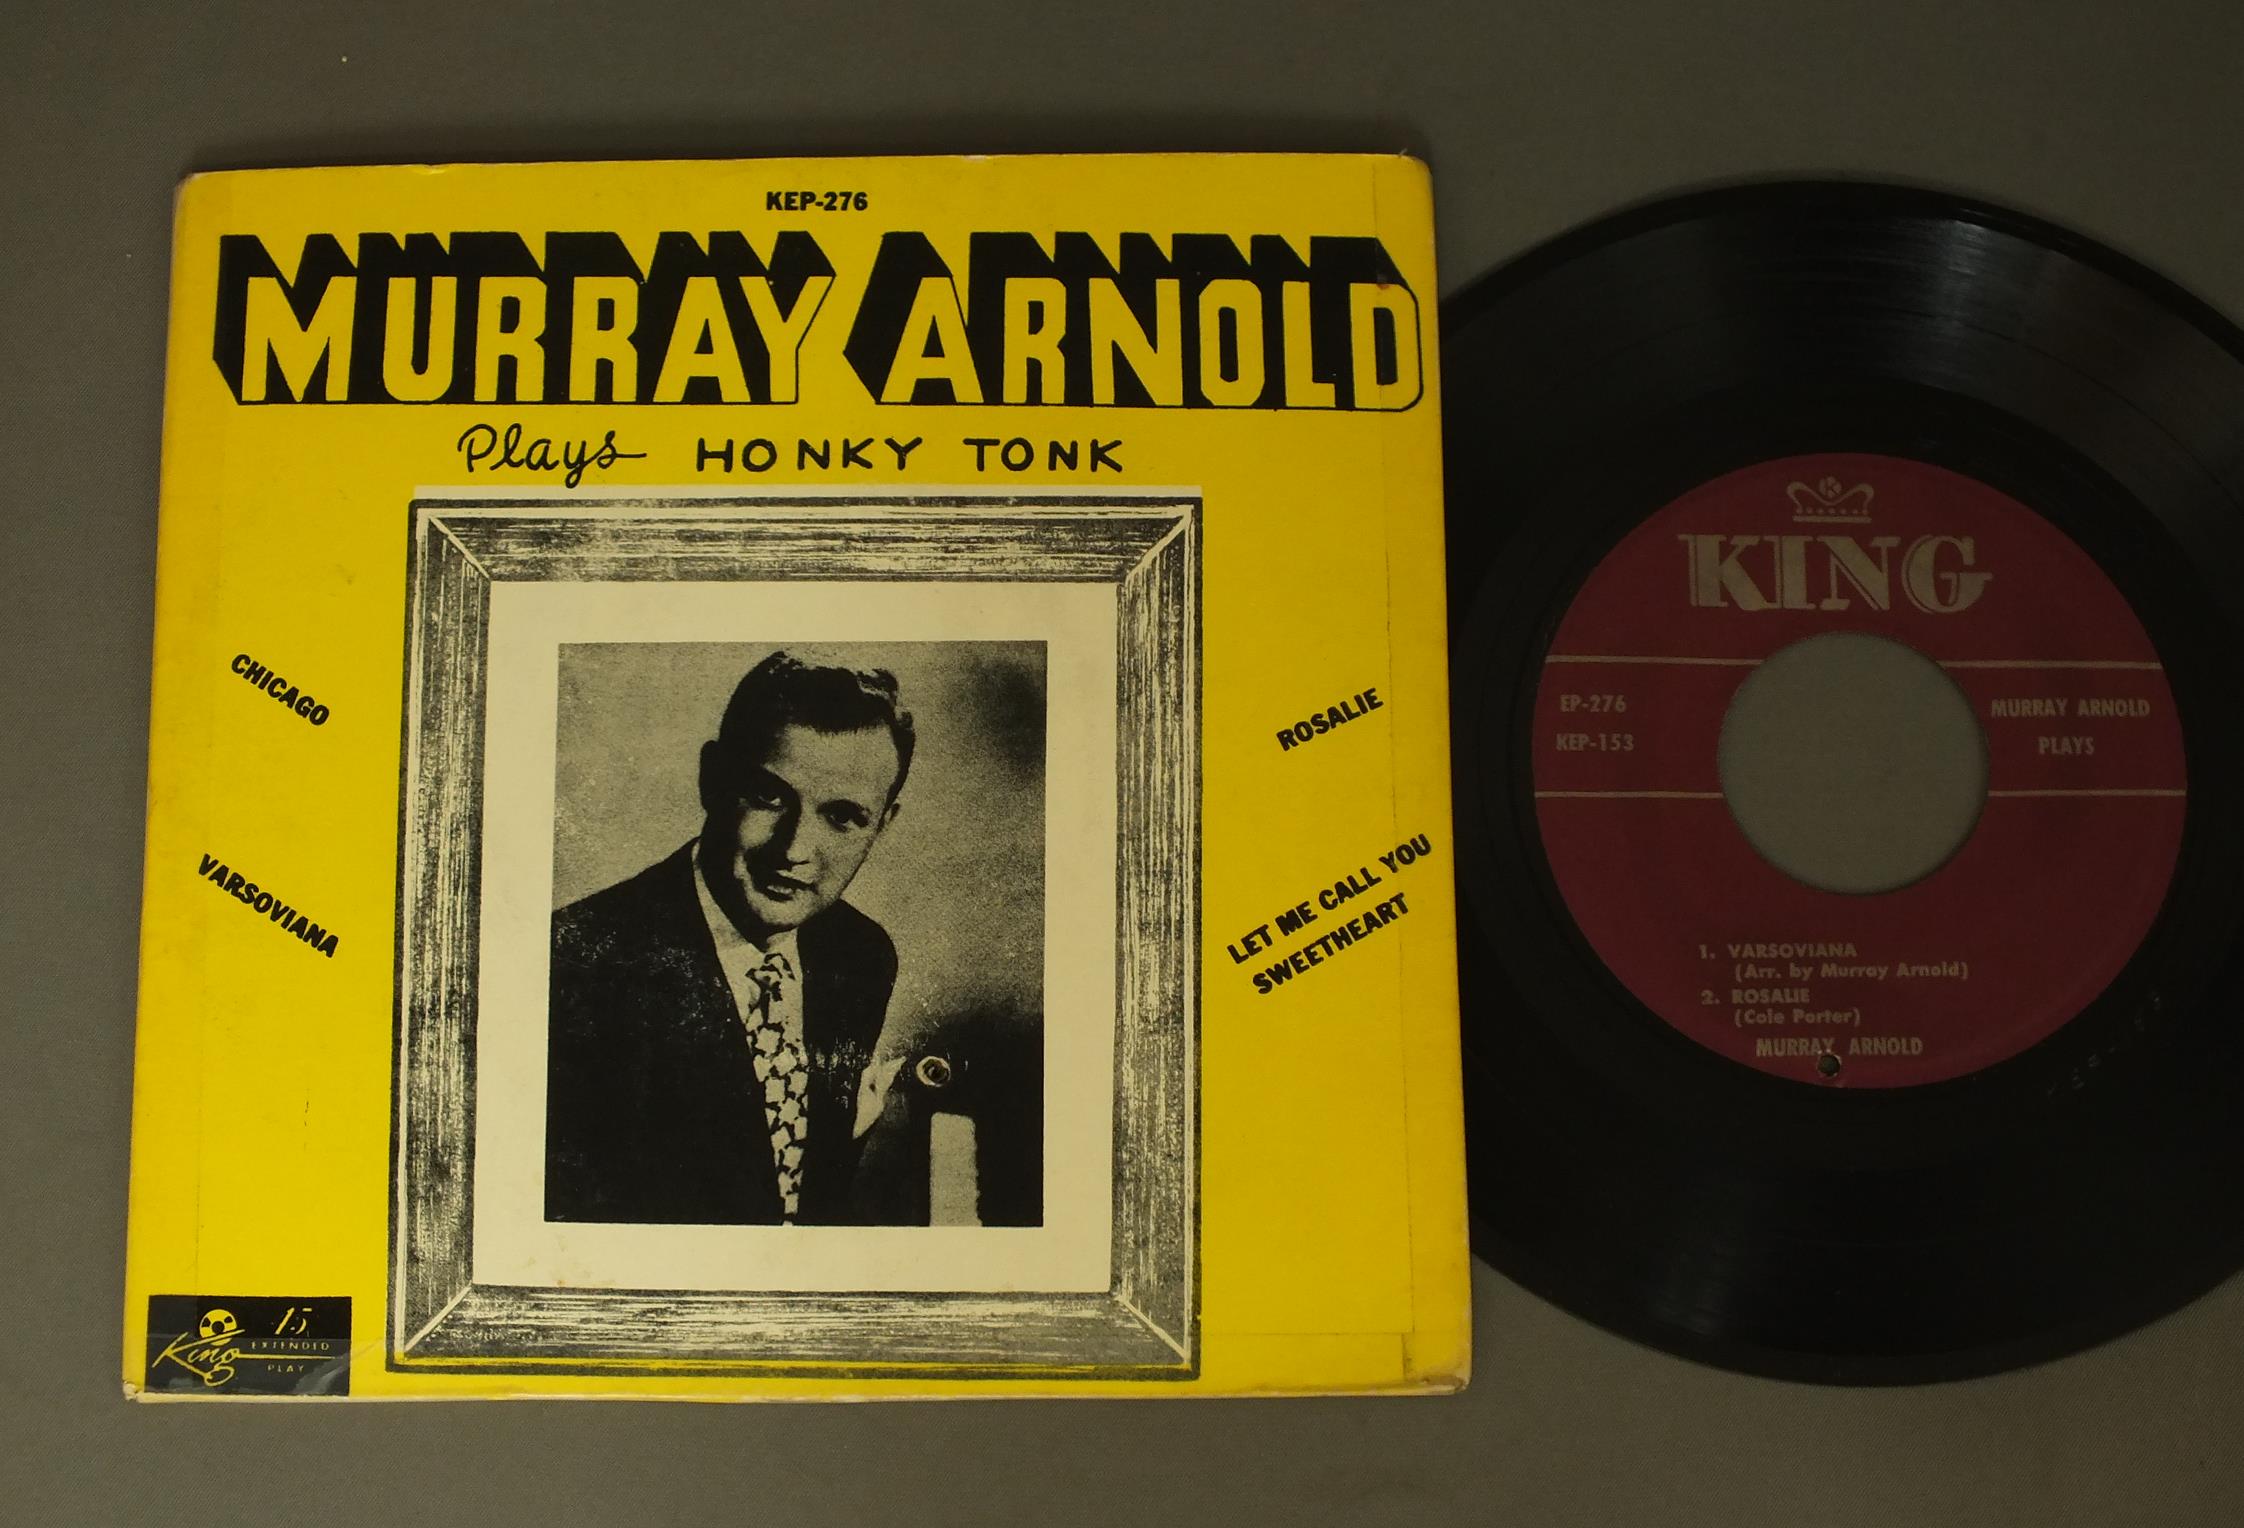 KEP-276
MURRAY ARNOLD
Plays HONKY TONK
CHICAGO
VARSOVIANA
ROSALIE
LET ME CALL YOU
SWEETHEART
King
EXTENDED
PLAY
K
KING
EP-276
KEP-153
MURRAY ARNOLD
PLAYS
1. VARSOVIANA
(Arr. by Murray Arnold)
2. ROSALIE
(Cole Porter)
MURRAY ARNOLD